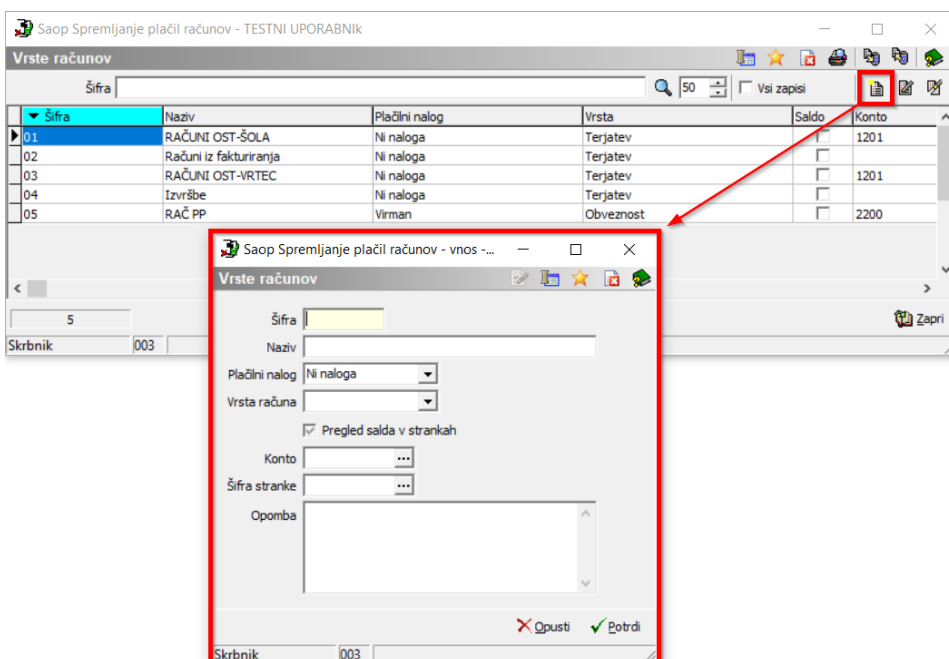 Saop Spremljanje plačil računov - TESTNI UPORABNIk
Vrste računov
Šifra 50 Vsi zapisi
Šifra Naziv Plačilni nalog Vrsta Saldo Konto
01 RAČUNI OST-ŠOLA Ni naloga Terjatev 1201
02 Računi iz fakturiranja Ni naloga Terjatev
03 RAČUNI OST-VRTEC Ni naloga Terjatev 1201
04 Izvršbe Ni naloga Terjatev
05 RAČ PP Virman Obveznost 2200
5 Zapri
Skrbnik 003
Saop Spremljanje plačil računov - vnos -...
Vrste računov
Šifra
Naziv
Plačilni nalog Ni naloga
Vrsta računa
Pregled salda v strankah
Konto ...
Šifra stranke ...
Opomba
Opusti Potrdi
Skrbnik 003